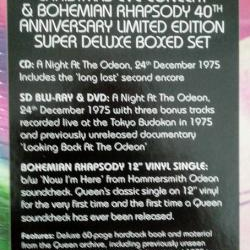 CHRISTMAS EVE CONCERT
& BOHEMIAN RHAPSODY 40TH
ANNIVERSARY LIMITED EDITION
SUPER DELUXE BOXED SET
CD: A Night At The Odeon, 24th December 1975
Includes the 'long lost' second encore
SD BLU-RAY & DVD: A Night At The Odeon,
24th December 1975 with three bonus tracks
recorded live at the Tokyo Budokan in 1975
and previously unreleased documentary
'Looking Back At The Odeon'
BOHEMIAN RHAPSODY 12" VINYL SINGLE:
b/w 'Now I'm Here' from Hammersmith Odeon
soundcheck. Queen's classic single on 12" vinyl
for the very first time and the first time a Queen
soundcheck has ever been released.
Features: Deluxe 60-page hardback book and material
from the Queen archive, including previously unseen